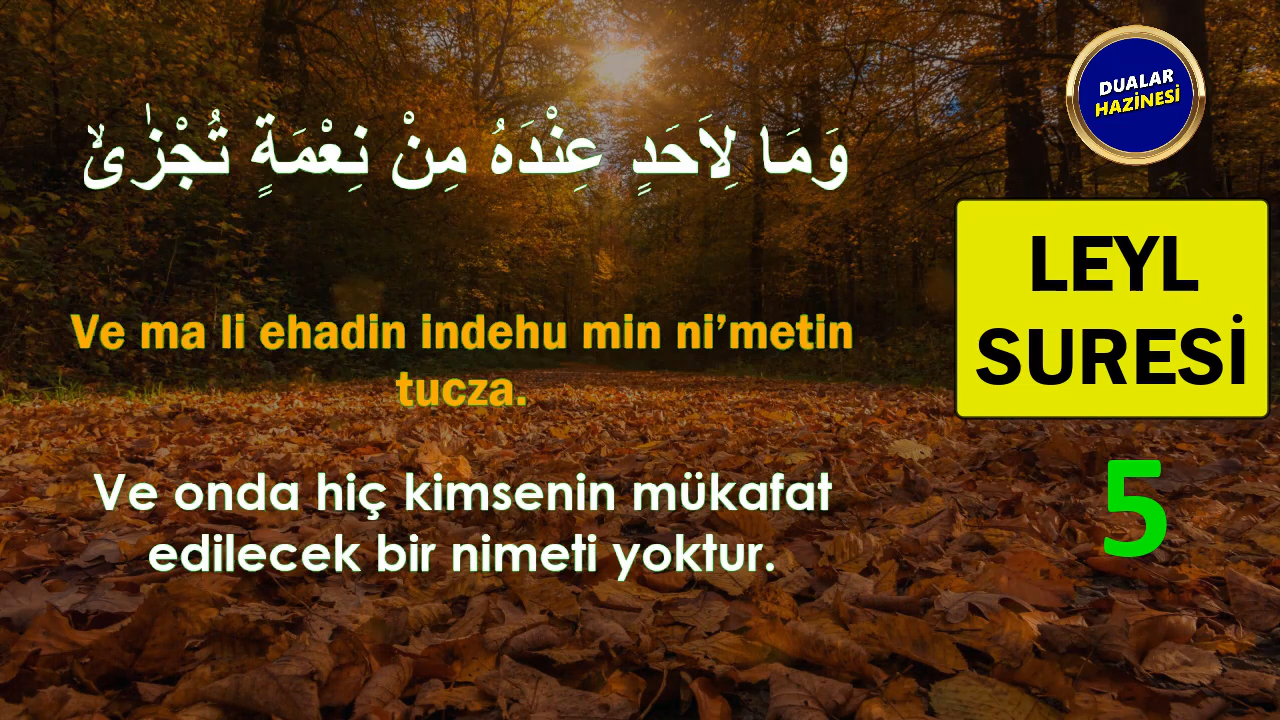 وَمَا لِاَحَدٍ عِنْدَهُ مِنْ نِعْمَةٍ تُجْزٰىۙ
Ve ma li ehadin indehu min ni’metin
tucza.
Ve onda hiç kimsenin mükafat
edilecek bir nimeti yoktur.
DUALAR
HAZİNESİ
LEYL
SURESİ
5